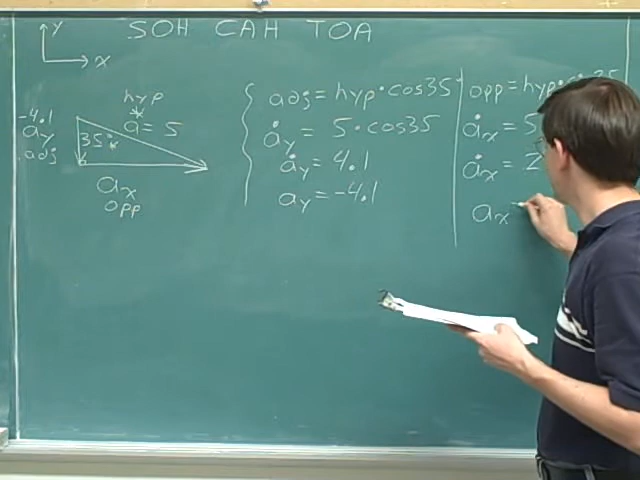 SOH CAH TOA
Y
x
hyp
a = 5
-4.1
ay
adj
35°
ax
opp
adj = hyp·cos35
ay = 5·cos35
ay = 4.1
ay = -4.1
opp = hyp·
ax = 5
ax = 2
ax